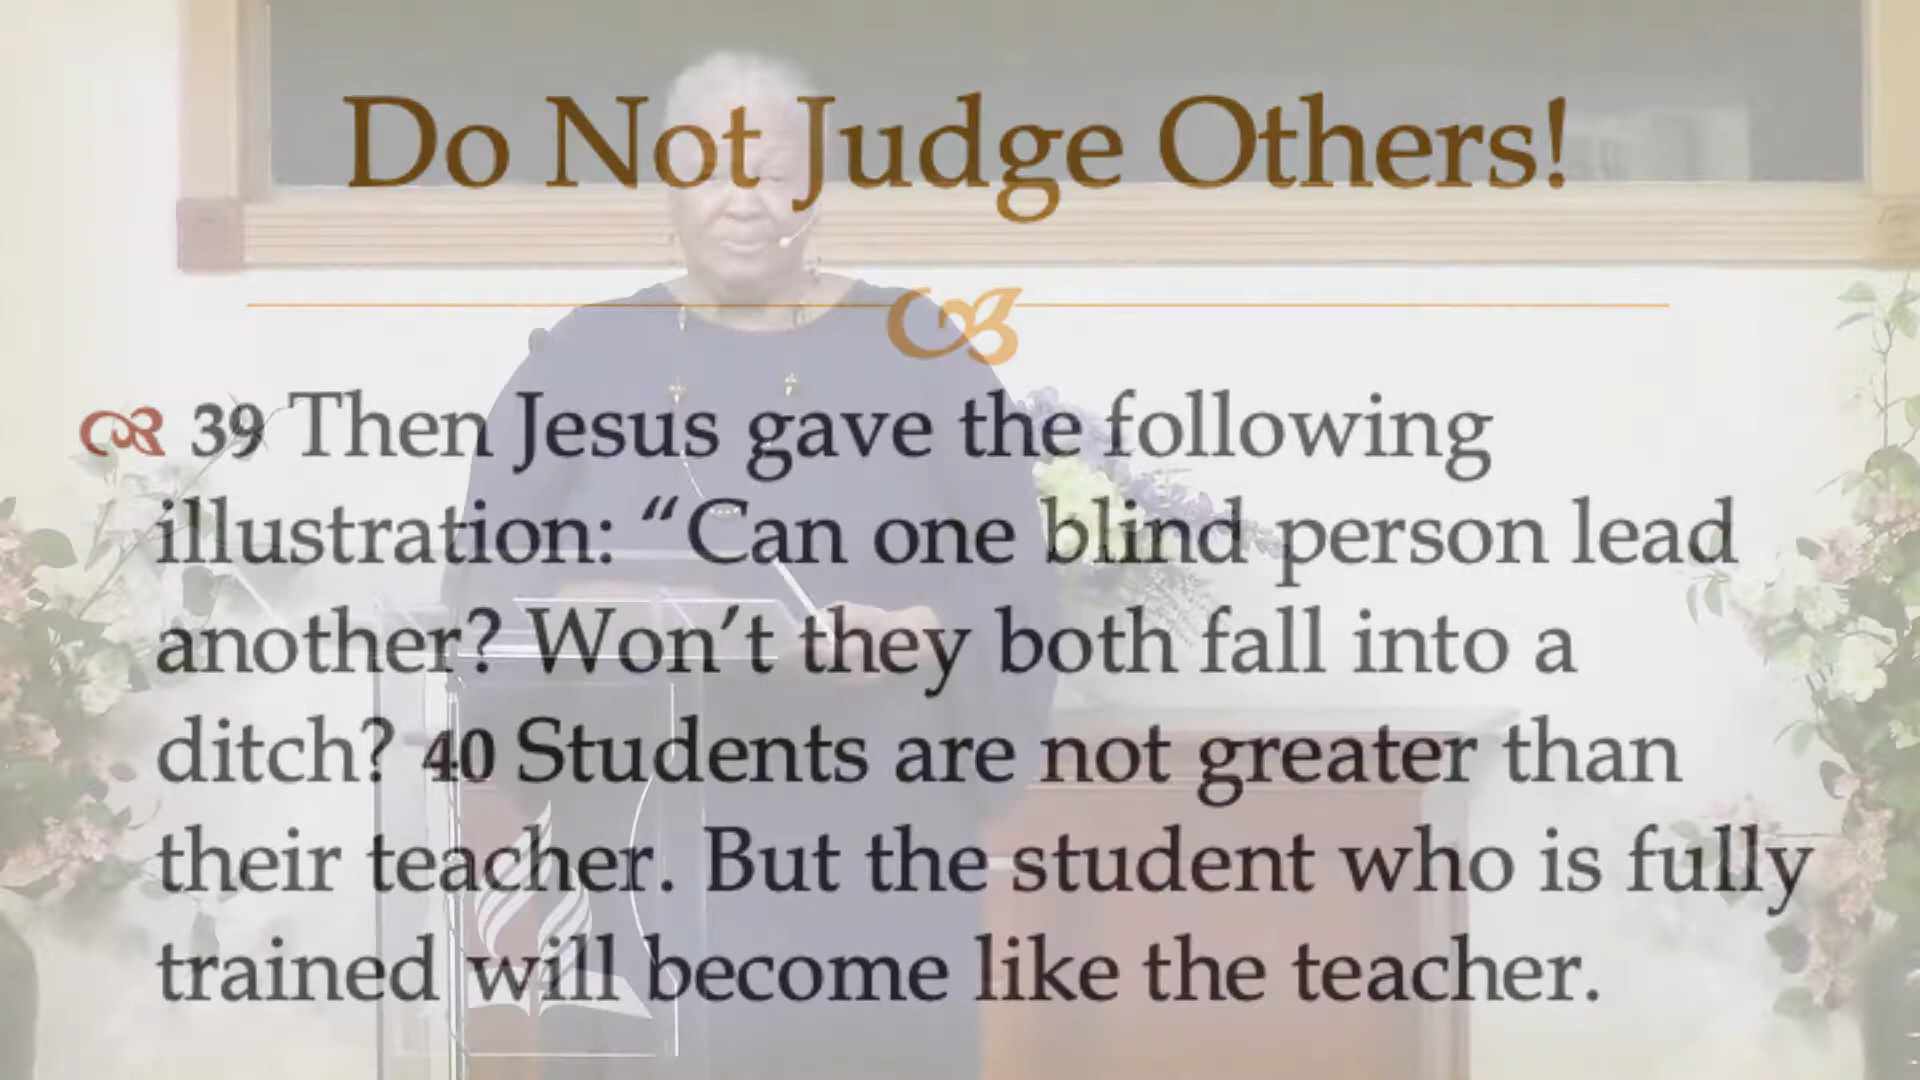 Do Not Judge Others!
39 Then Jesus gave the following
illustration: “Can one blind person lead
another? Won’t they both fall into a
ditch? 40 Students are not greater than
their teacher. But the student who is fully
trained will become like the teacher.